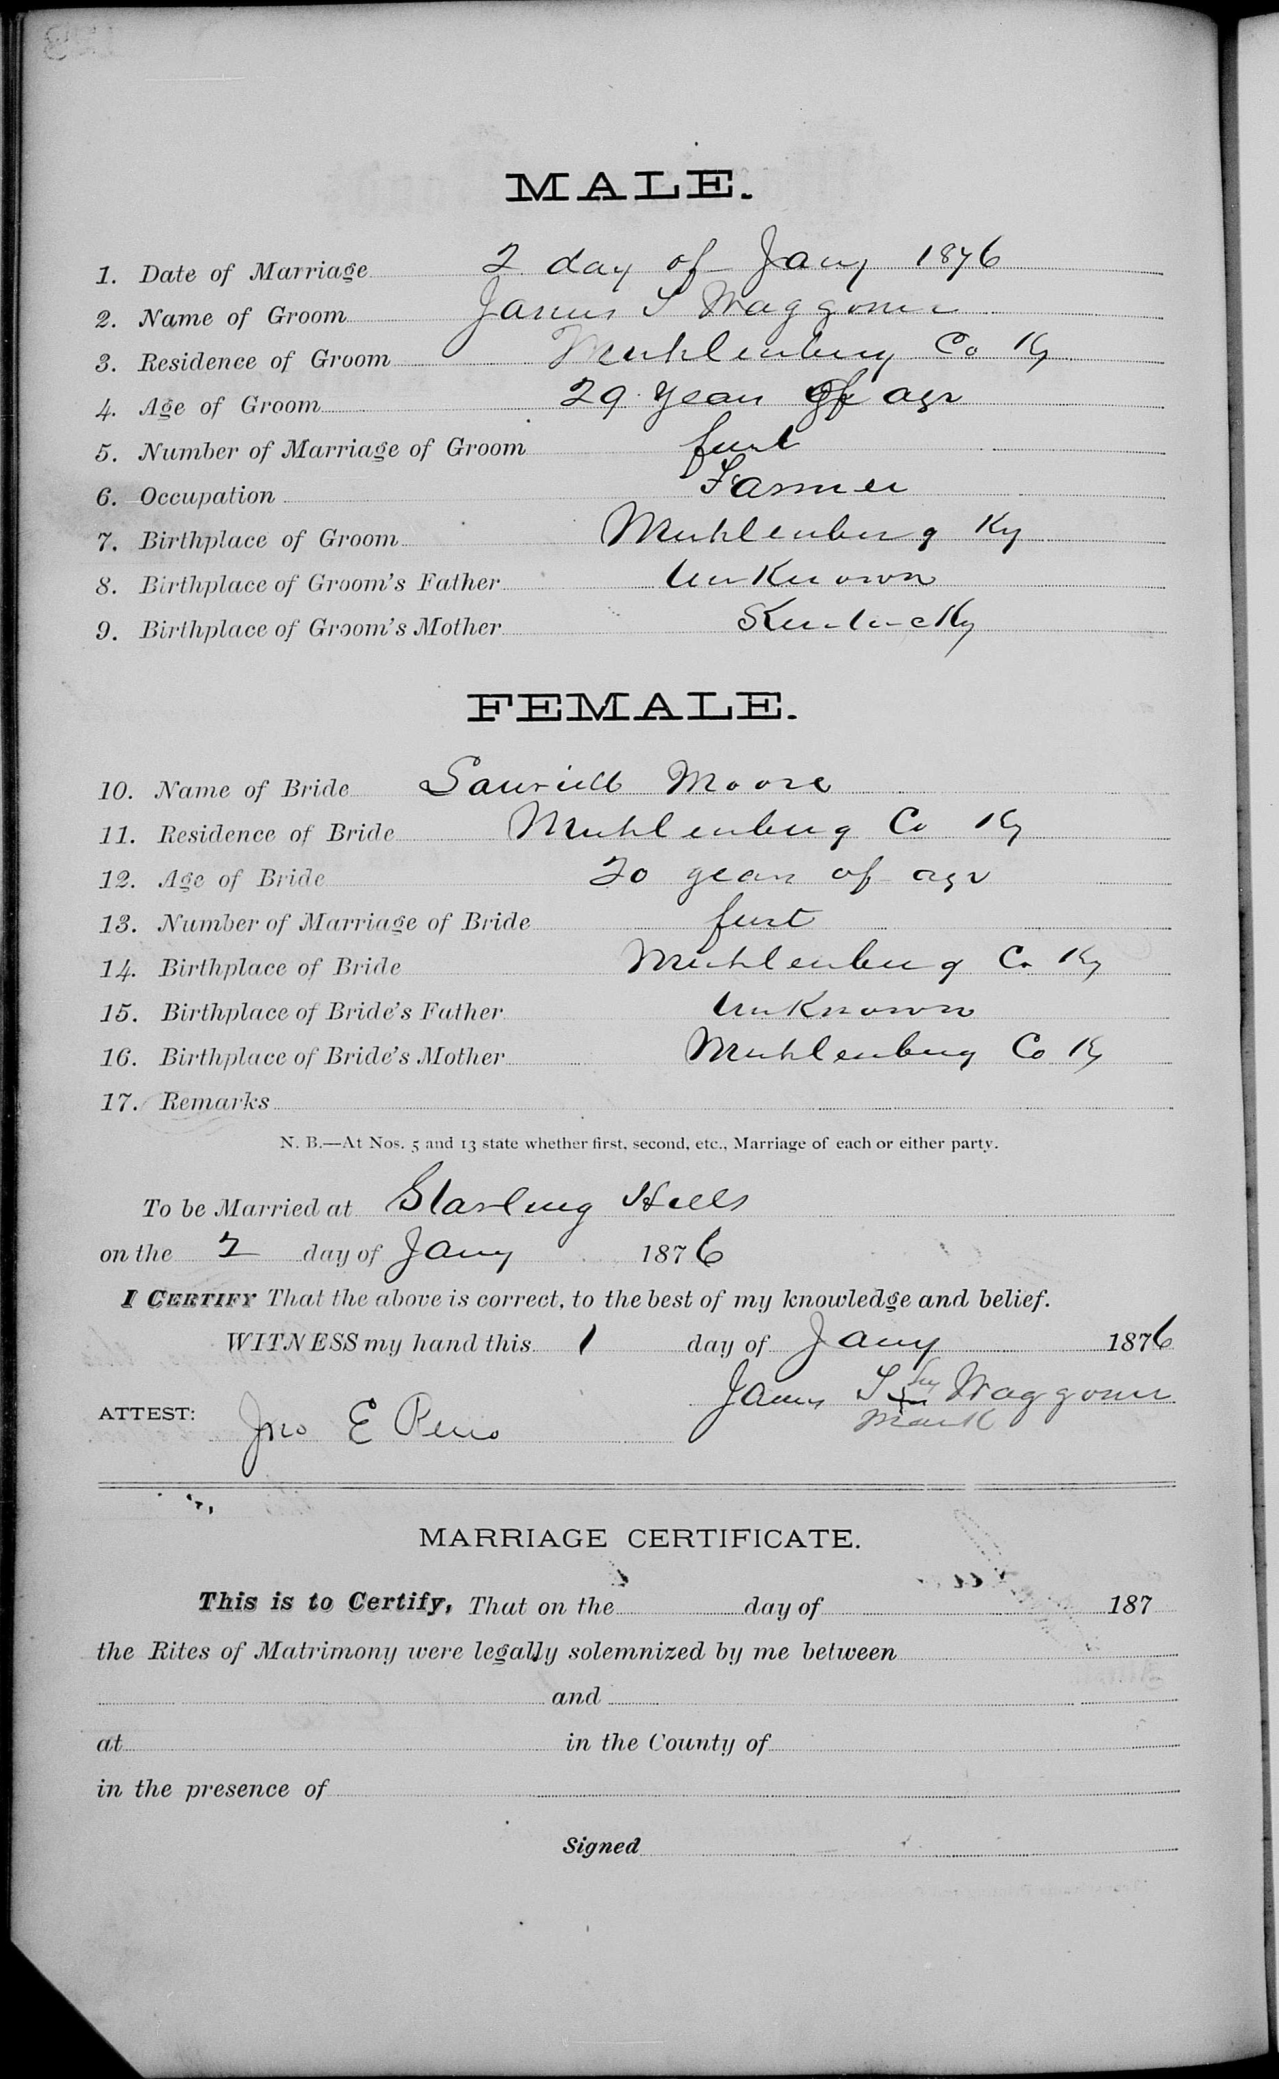 MALE.
1. Date of Marriage 2 day of Jany 1876
2. Name of Groom James S Waggoner
3. Residence of Groom Muhlenburg Co Ky
4. Age of Groom 29 years of age
5. Number of Marriage of Groom first
6. Occupation Farmer
7. Birthplace of Groom Muhlenburg Ky
8. Birthplace of Groom's Father UnKnown
9. Birthplace of Groom's Mother Kentucky
FEMALE.
10. Name of Bride Moore
11. Residence of Bride Muhlenburg Co Ky
12. Age of Bride 20 years of age
13. Number of Marriage of Bride first
14. Birthplace of Bride Muhlenburg Co Ky
15. Birthplace of Bride's Father UnKnown
16. Birthplace of Bride's Mother Muhlenburg Co Ky
17. Remarks
N. B.—At Nos. 5 and 13 state whether first, second, etc., Marriage of each or either party.
To be Married at Starling Hills
on the 2 day of Jany 1876
I CERTIFY That the above is correct, to the best of my knowledge and belief.
WITNESS my hand this 1 day of Jany 1876
James S his Waggoner
mark
ATTEST: Jno E Reno
MARRIAGE CERTIFICATE.
This is to Certify, That on the day of 187
the Rites of Matrimony were legally solemnized by me between
and
at in the County of
in the presence of
Signed